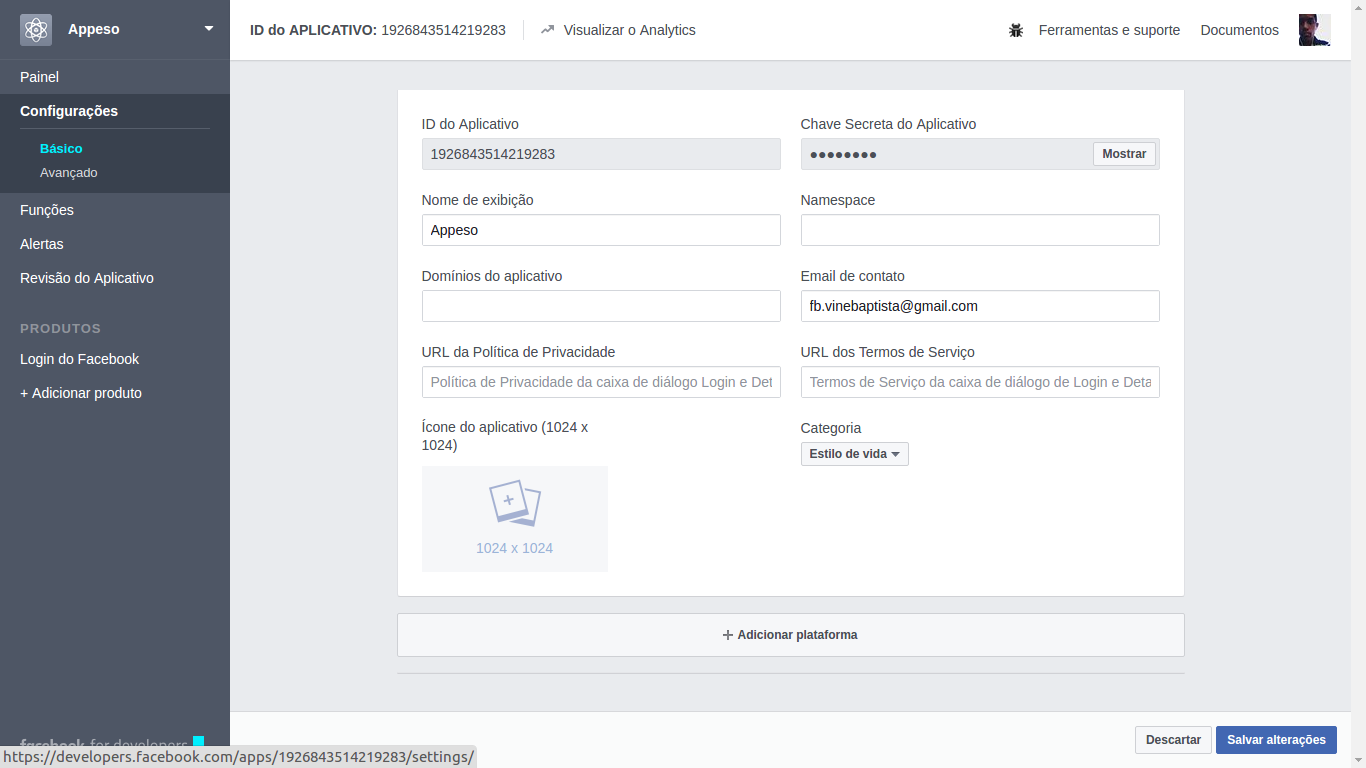 Appeso
ID do APLICATIVO: 1926843514219283
Visualizar o Analytics
Ferramentas e suporte
Documentos
Painel
Configurações
Básico
Avançado
Funções
Alertas
Revisão do Aplicativo
PRODUTOS
Login do Facebook
+ Adicionar produto
ID do Aplicativo
1926843514219283
Chave Secreta do Aplicativo
●●●●●●●●
Mostrar
Nome de exibição
Appeso
Namespace
Domínios do aplicativo
Email de contato
fb.vinebaptista@gmail.com
URL da Política de Privacidade
Política de Privacidade da caixa de diálogo Login e Det
URL dos Termos de Serviço
Termos de Serviço da caixa de diálogo de Login e Deta
Ícone do aplicativo (1024 x
1024)
1024 x 1024
Categoria
Estilo de vida
Adicionar plataforma
facebook for developers
Descartar
Salvar alterações
https://developers.facebook.com/apps/1926843514219283/settings/